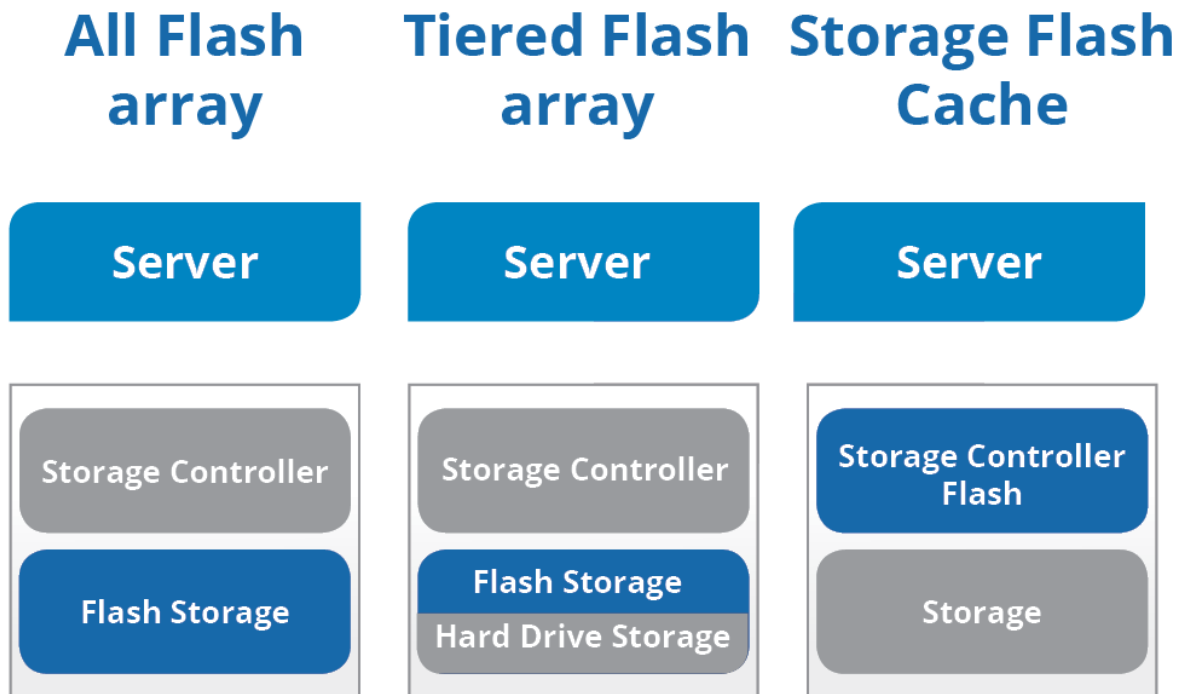 All Flash
array
Tiered Flash
array
Storage Flash
Cache
Server
Server
Server
Storage Controller
Flash Storage
Storage Controller
Flash Storage
Hard Drive Storage
Storage Controller
Flash
Storage